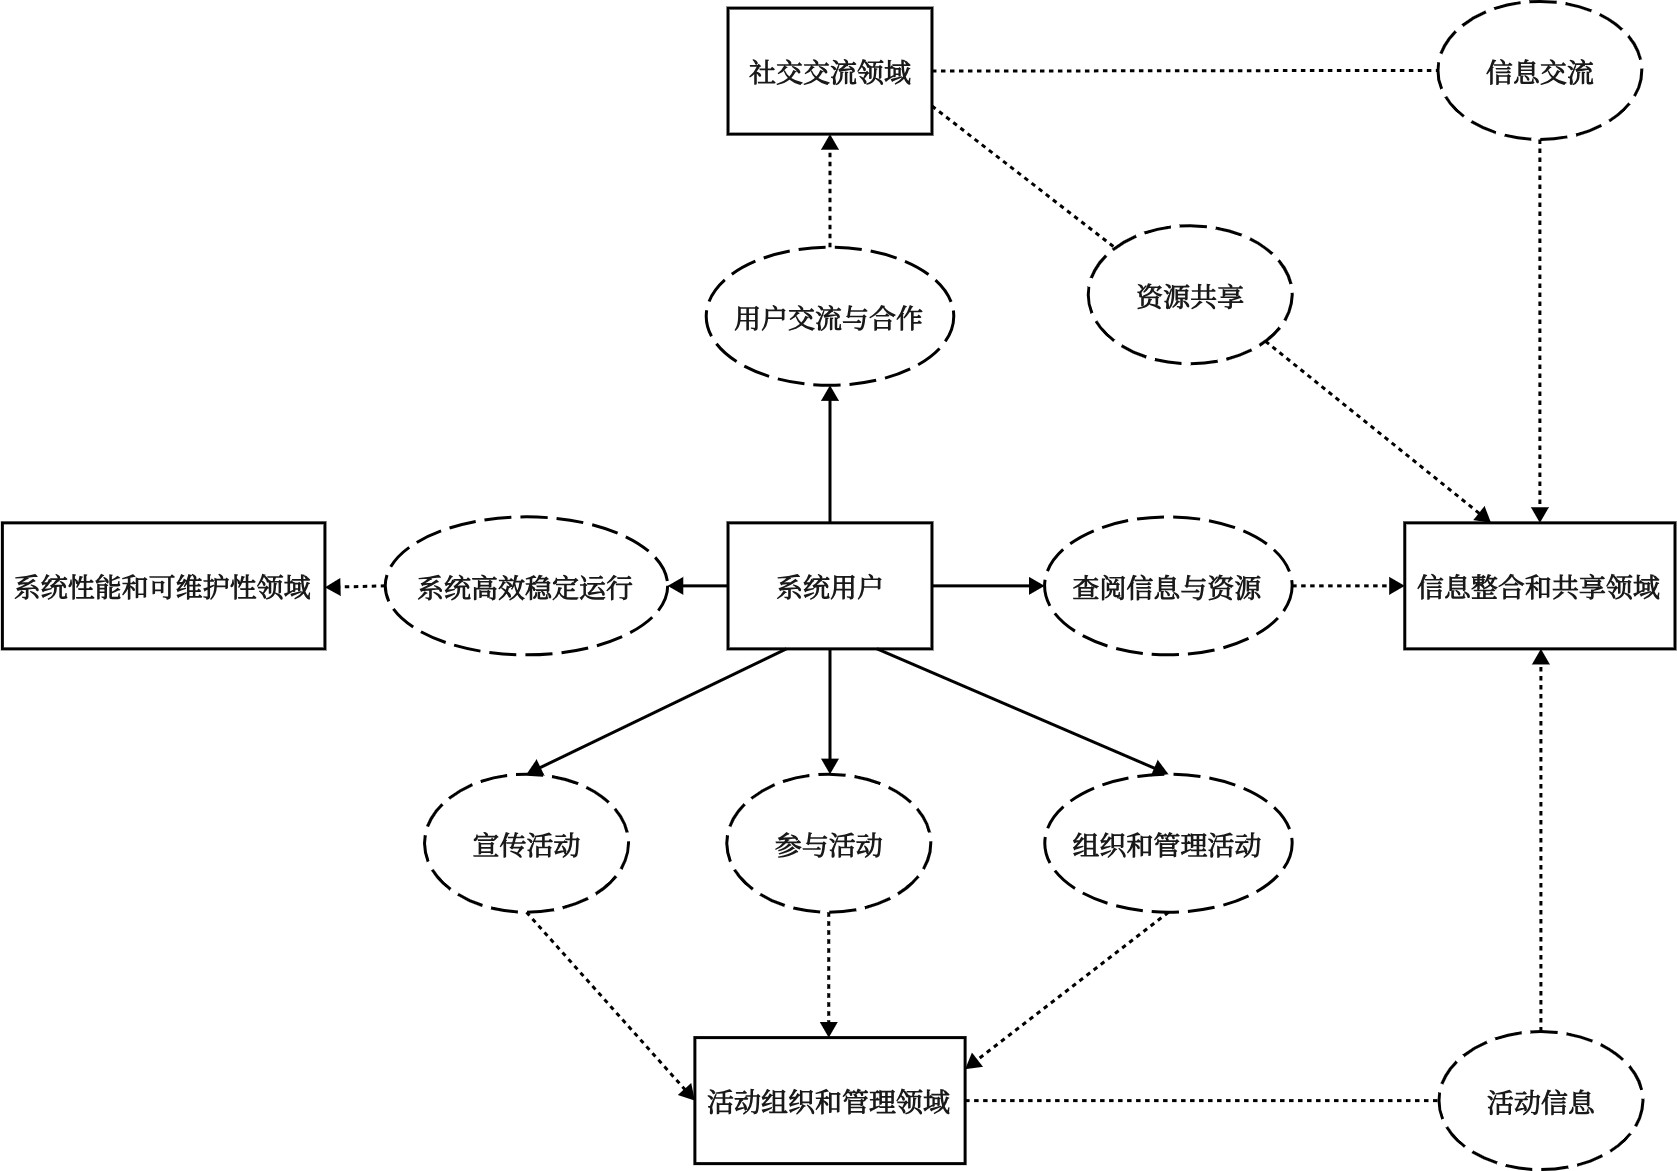 社交交流领域
信息交流
资源共享
用户交流与合作
系统性能和可维护性领域
系统高效稳定运行
系统用户
查阅信息与资源
信息整合和共享领域
宣传活动
参与活动
组织和管理活动
活动组织和管理领域
活动信息